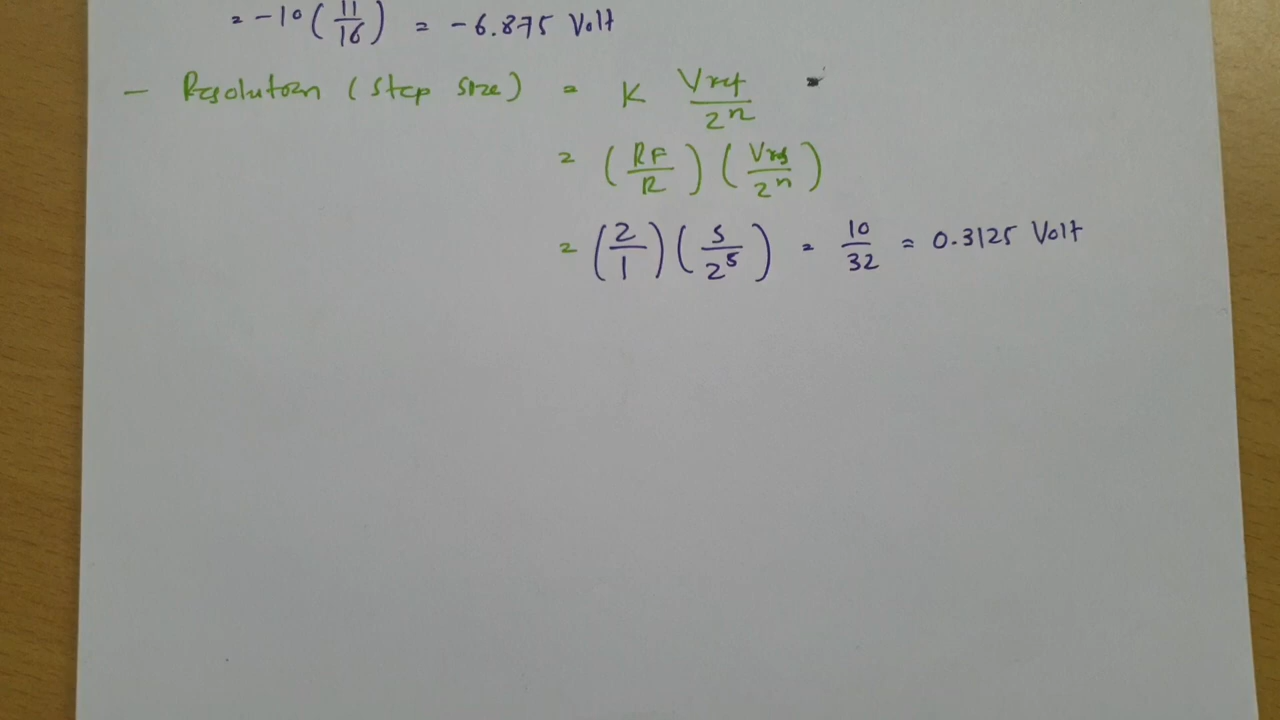 = -10 (11/16) = -6.875 Volt
- Resolution (step size) = K Vref/2^n
= (RF/R) (Vref/2^n)
= (2/1) (5/2^5) = 10/32 = 0.3125 Volt